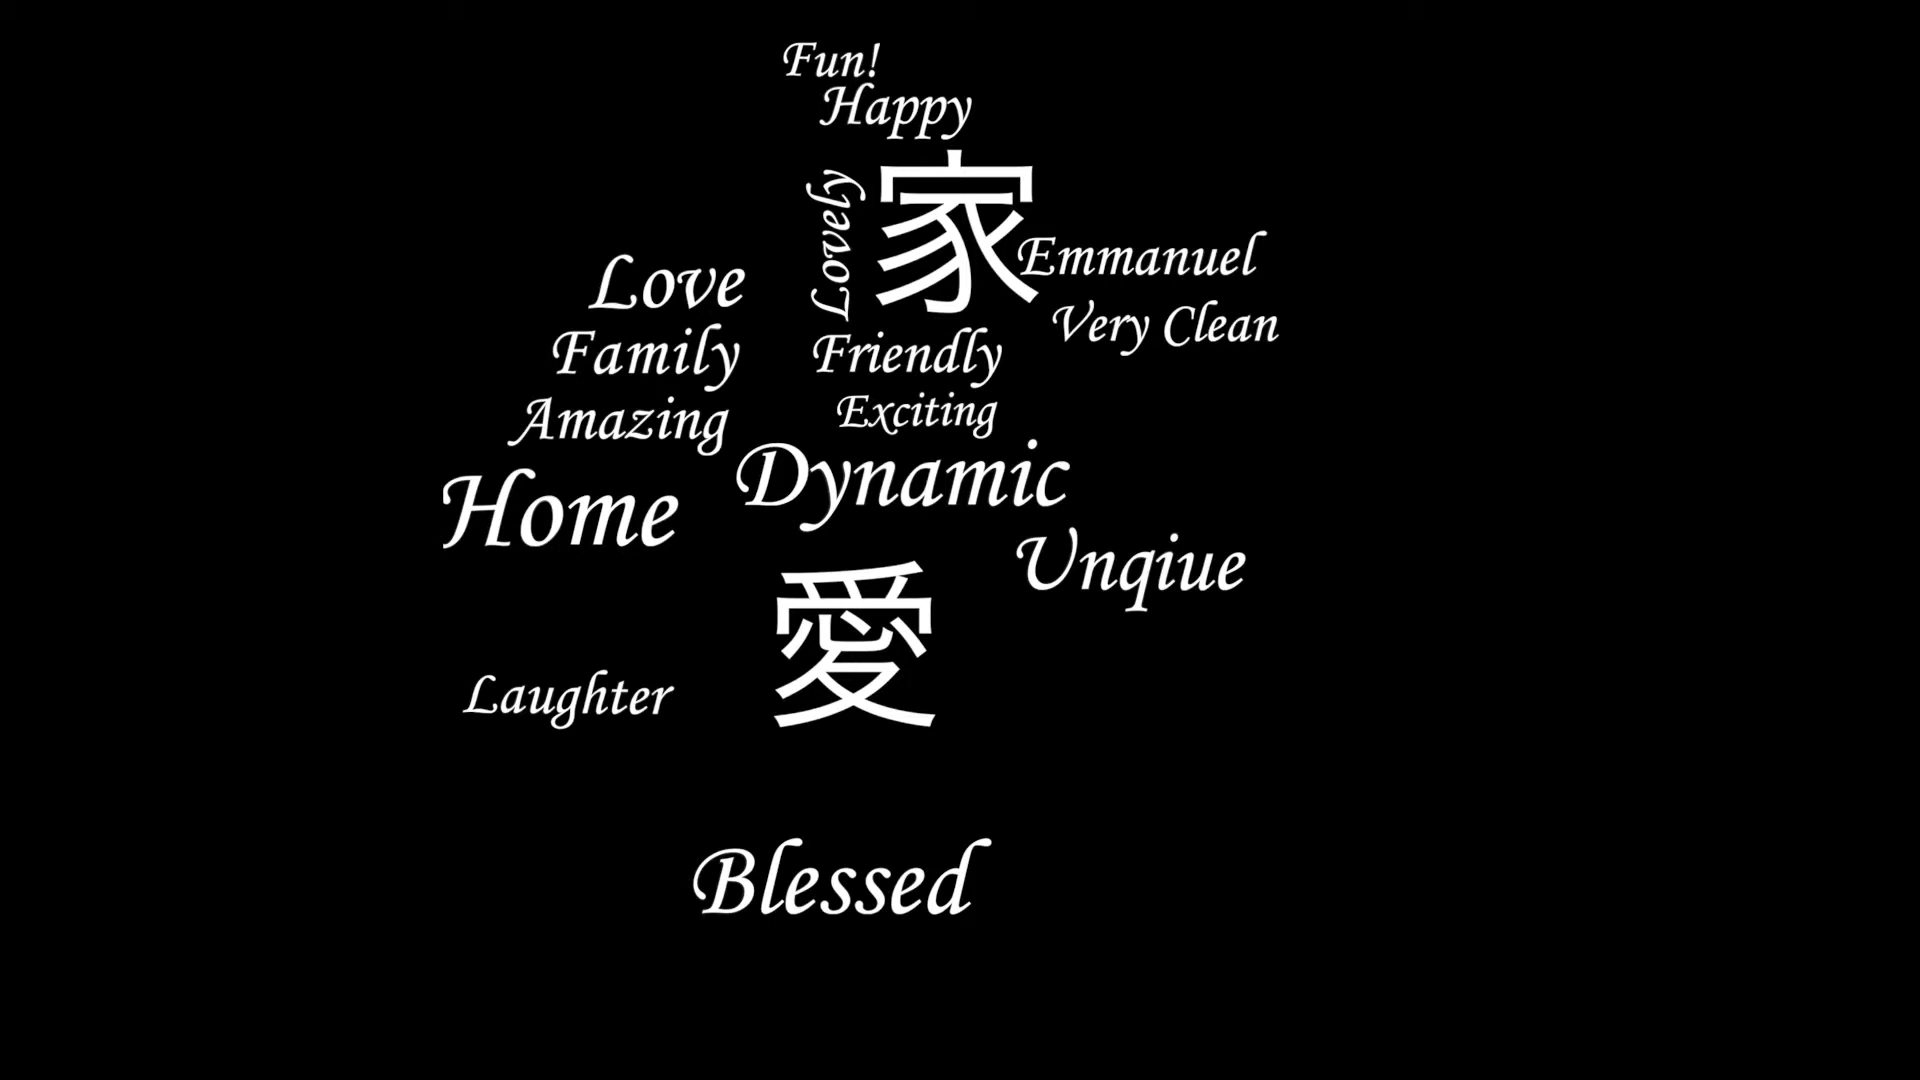 Fun!
Happy
Lovely
家
Emmanuel
Very Clean
Love
Family
Amazing
Home
Friendly
Exciting
Dynamic
Unqiue
愛
Laughter
Blessed